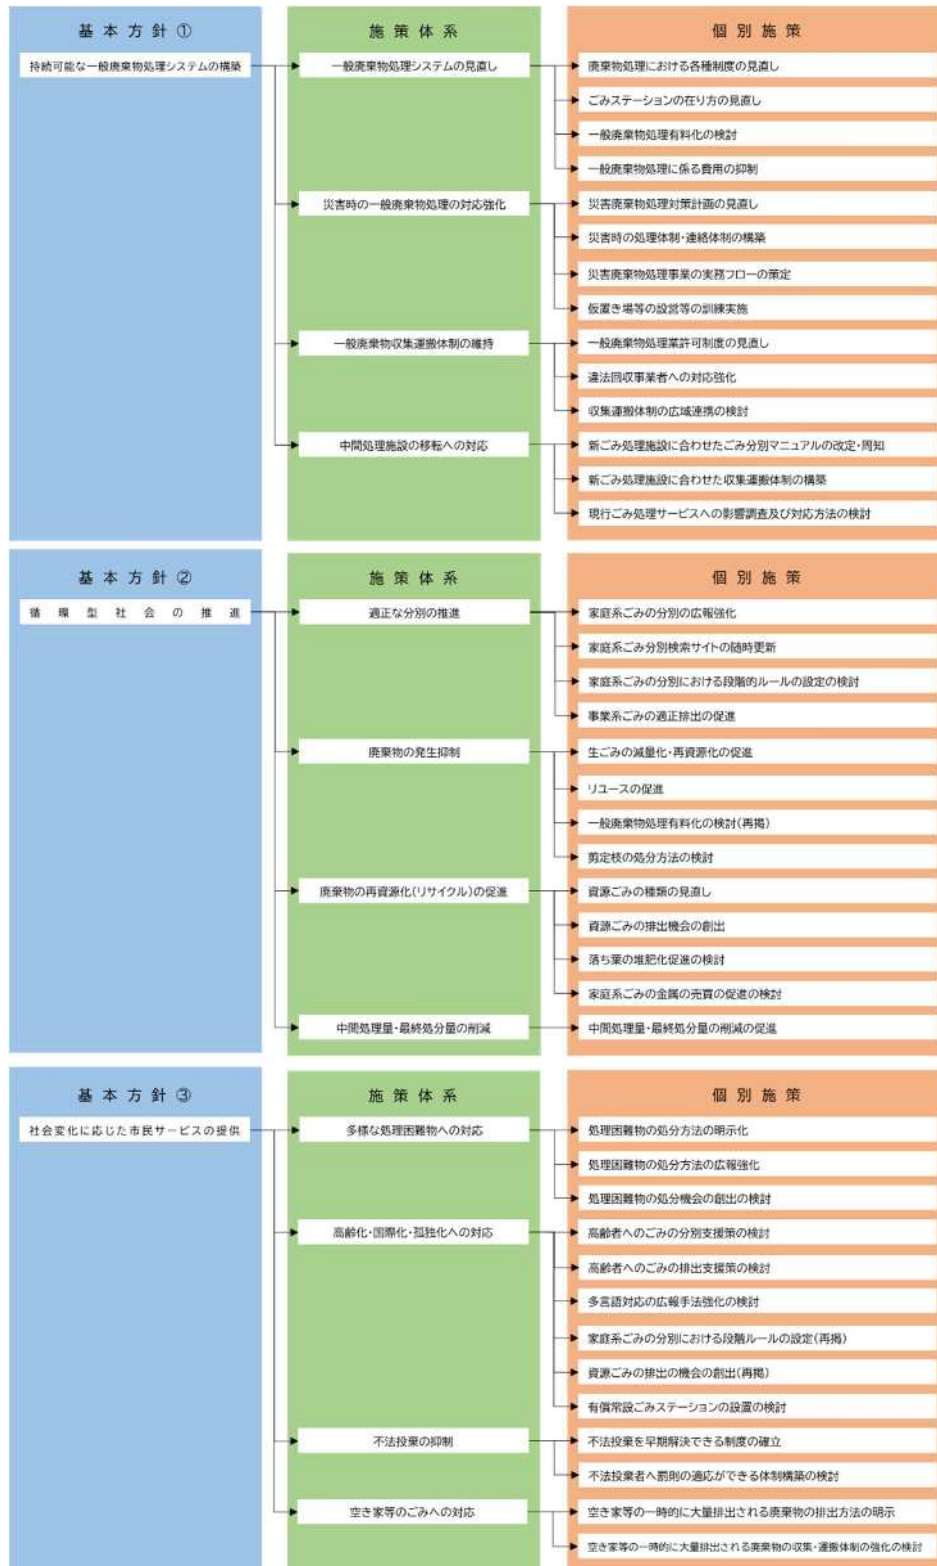 基本方針①
施策体系
個別施策
持続可能な一般廃棄物処理システムの構築
一般廃棄物処理システムの見直し
廃棄物処理における各種制度の見直し
ごみステーションの在り方の見直し
一般廃棄物処理有料化の検討
一般廃棄物処理に係る費用の抑制
災害時の一般廃棄物処理の対応強化
災害廃棄物処理対策計画の見直し
災害時の処理体制・連絡体制の構築
災害廃棄物処理事業の実務フローの策定
仮置き場等の設営等の訓練実施
一般廃棄物収集運搬体制の維持
一般廃棄物処理業許可制度の見直し
違法回収事業者への対応強化
収集運搬体制の広域連携の検討
中間処理施設の移転への対応
新ごみ処理施設に合わせたごみ分別マニュアルの改定・周知
新ごみ処理施設に合わせた収集運搬体制の構築
現行ごみ処理サービスへの影響調査及び対応方法の検討
基本方針②
施策体系
個別施策
循環型社会の推進
適正な分別の推進
家庭系ごみの分別の広報強化
家庭系ごみ分別検索サイトの随時更新
家庭系ごみの分別における段階的ルールの設定の検討
事業系ごみの適正排出の促進
廃棄物の発生抑制
生ごみの減量化・再資源化の促進
リユースの促進
一般廃棄物処理有料化の検討(再掲)
剪定枝の処分方法の検討
廃棄物の再資源化(リサイクル)の促進
資源ごみの種類の見直し
資源ごみの排出機会の創出
落ち葉の堆肥化促進の検討
家庭系ごみの金属の売買の促進の検討
中間処理量・最終処分量の削減
中間処理量・最終処分量の削減の促進
基本方針③
施策体系
個別施策
社会変化に応じた市民サービスの提供
多様な処理困難物への対応
処理困難物の処分方法の明示化
処理困難物の処分方法の広報強化
処理困難物の処分機会の創出の検討
高齢化・国際化・孤独化への対応
高齢者へのごみの分別支援策の検討
高齢者へのごみの排出支援策の検討
多言語対応の広報手法強化の検討
家庭系ごみの分別における段階ルールの設定(再掲)
資源ごみの排出の機会の創出(再掲)
有償常設ごみステーションの設置の検討
不法投棄の抑制
不法投棄を早期解決できる制度の確立
不法投棄者へ罰則の適応ができる体制構築の検討
空き家等のごみへの対応
空き家等の一時的に大量排出される廃棄物の排出方法の明示
空き家等の一時的に大量排出される廃棄物の収集・運搬体制の強化の検討